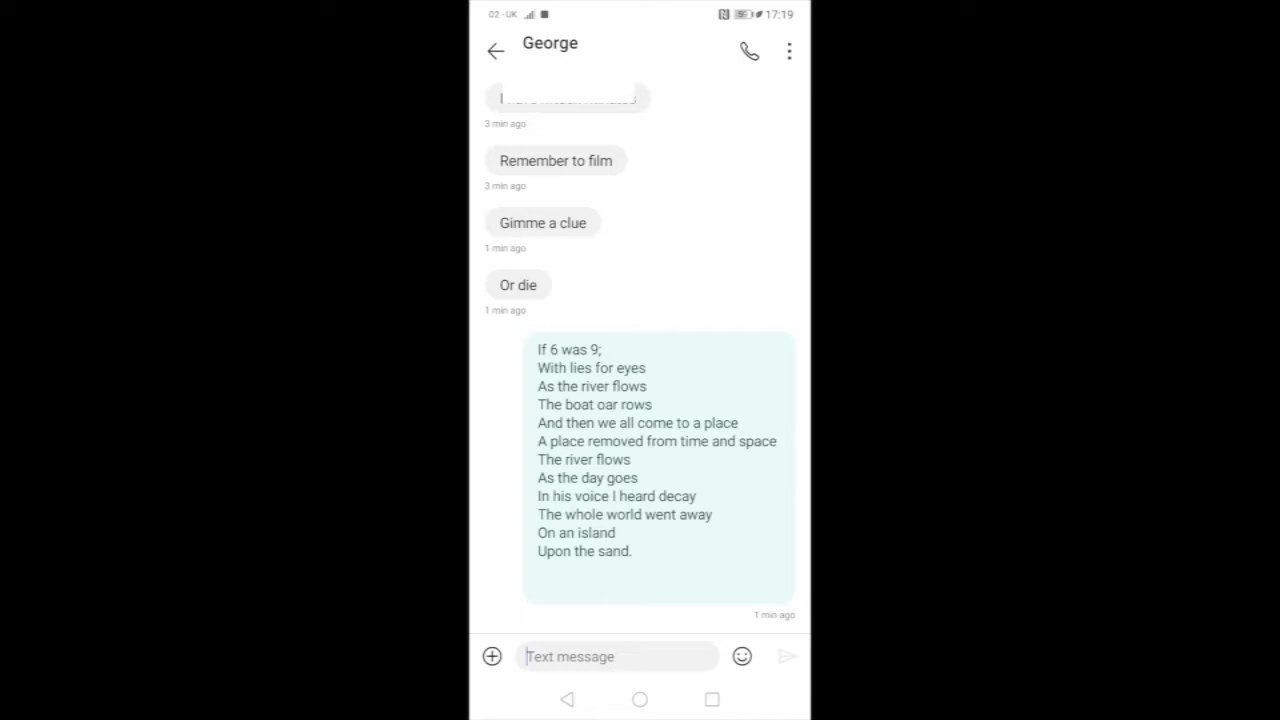 O2 - UK
17:19
George
3 min ago
Remember to film
3 min ago
Gimme a clue
1 min ago
Or die
1 min ago
If 6 was 9;
With lies for eyes
As the river flows
The boat oar rows
And then we all come to a place
A place removed from time and space
The river flows
As the day goes
In his voice I heard decay
The whole world went away
On an island
Upon the sand.
1 min ago
Text message